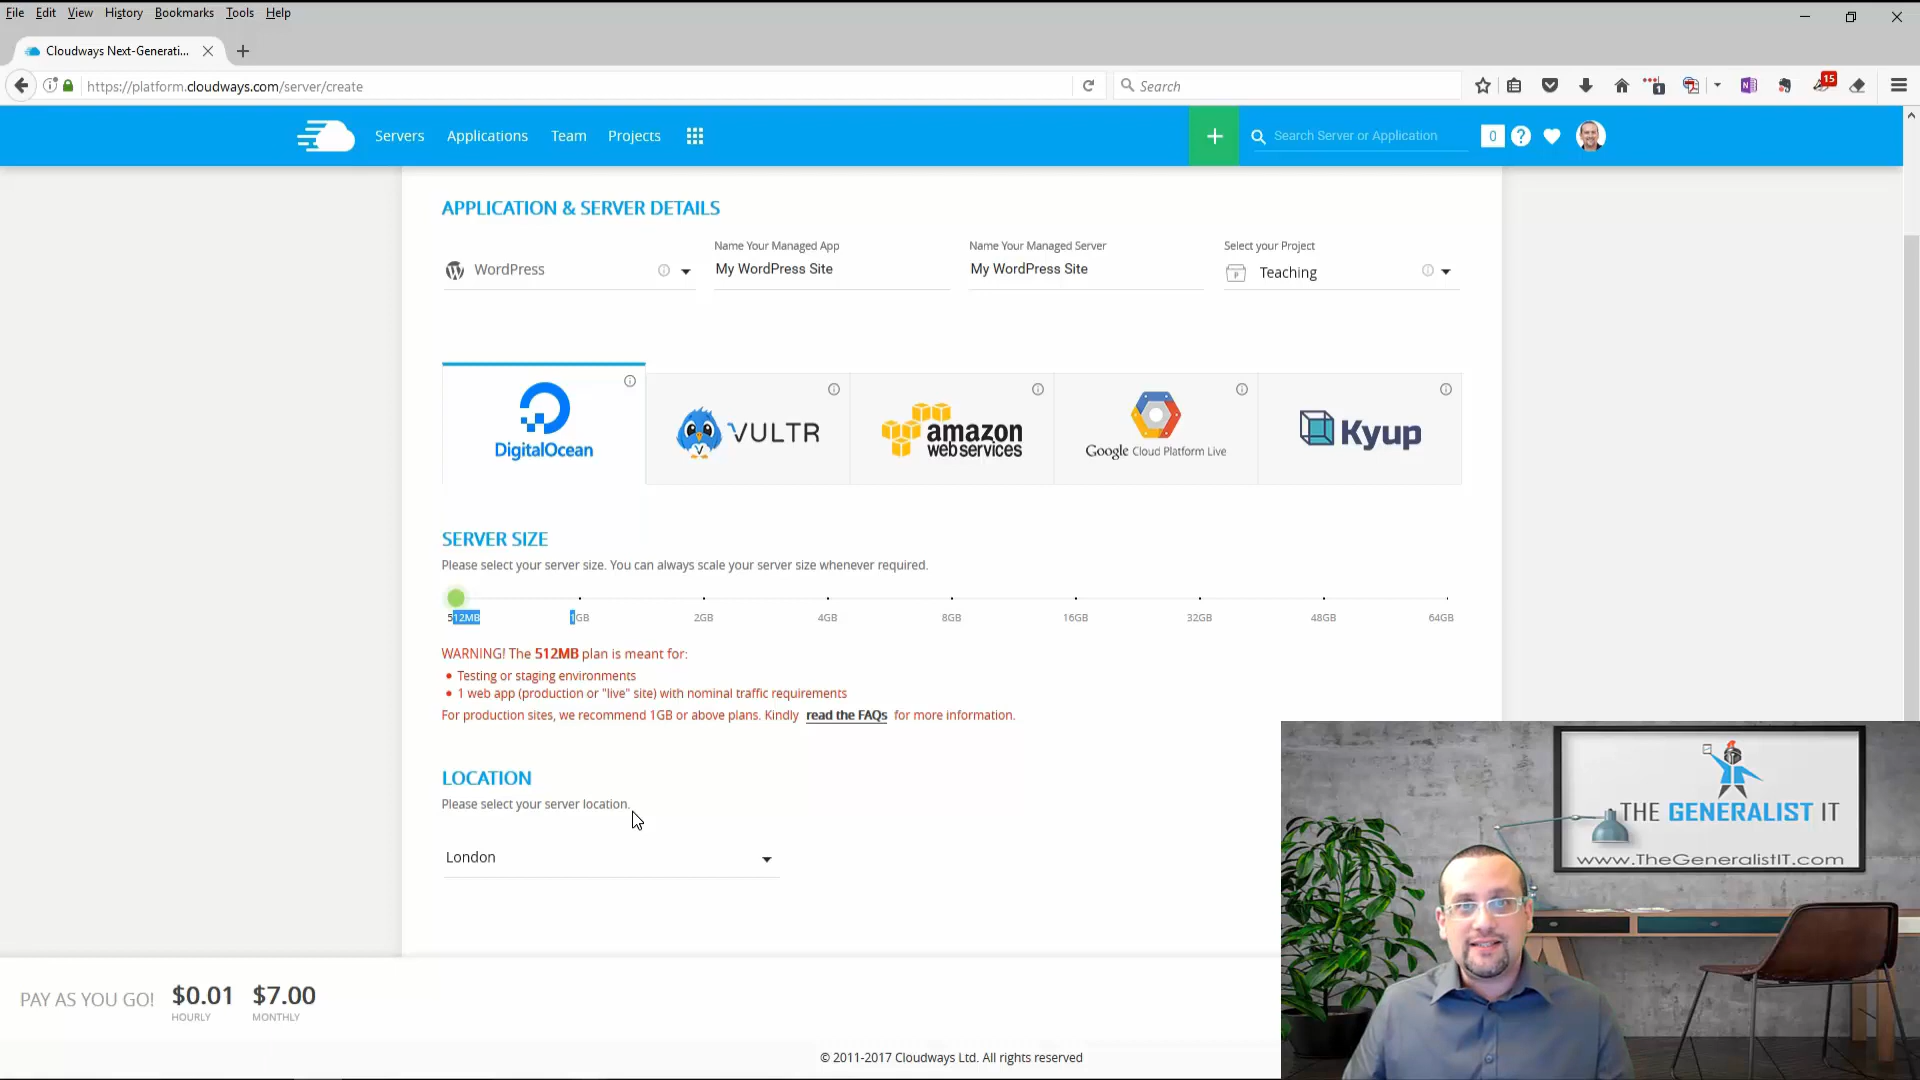 File Edit View History Bookmarks Tools Help
Cloudways Next-Generati...
https://platform.cloudways.com/server/create
Search
1
15
Servers Applications Team Projects
Search Server or Application
0
APPLICATION & SERVER DETAILS
WordPress
Name Your Managed App
My WordPress Site
Name Your Managed Server
My WordPress Site
Select your Project
Teaching
DigitalOcean
VULTR
amazon
webservices
Google Cloud Platform Live
Kyup
SERVER SIZE
Please select your server size. You can always scale your server size whenever required.
512MB 1GB 2GB 4GB 8GB 16GB 32GB 48GB 64GB
WARNING! The 512MB plan is meant for:
• Testing or staging environments
• 1 web app (production or "live" site) with nominal traffic requirements
For production sites, we recommend 1GB or above plans. Kindly read the FAQs for more information.
LOCATION
Please select your server location.
London
THE GENERALIST IT
www.TheGeneralistIT.com
PAY AS YOU GO! $0.01 $7.00
HOURLY MONTHLY
© 2011-2017 Cloudways Ltd. All rights reserved